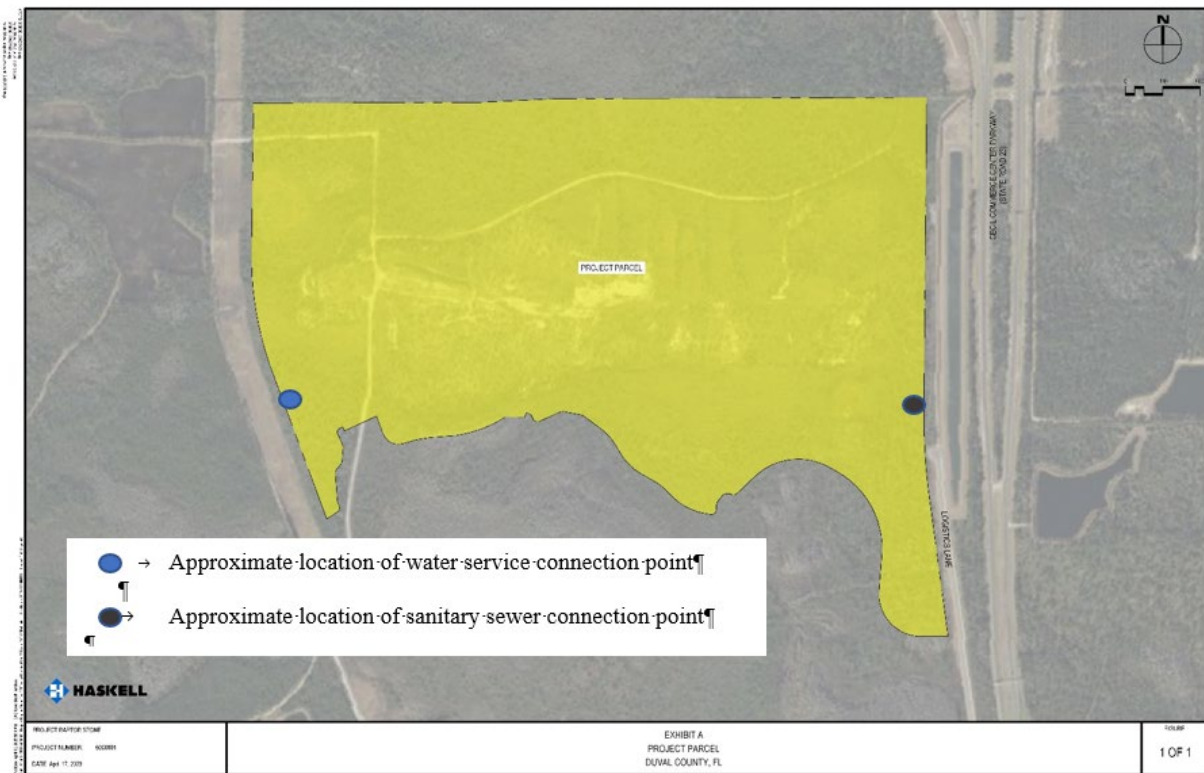 N
CECIL COMMERCE CENTER PARKWAY
(STATE ROAD 23)
PROJECT PARCEL
LOGISTICS LANE
→ Approximate·location·of·water·service·connection·point¶
¶
→ Approximate·location·of·sanitary·sewer·connection·point¶
¶
HASKELL
PROJECT RAPTOR STONE
PROJECT NUMBER:
DATE: Apr 17,
EXHIBIT A
PROJECT PARCEL
DUVAL COUNTY, FL
FIGURE
1 OF 1